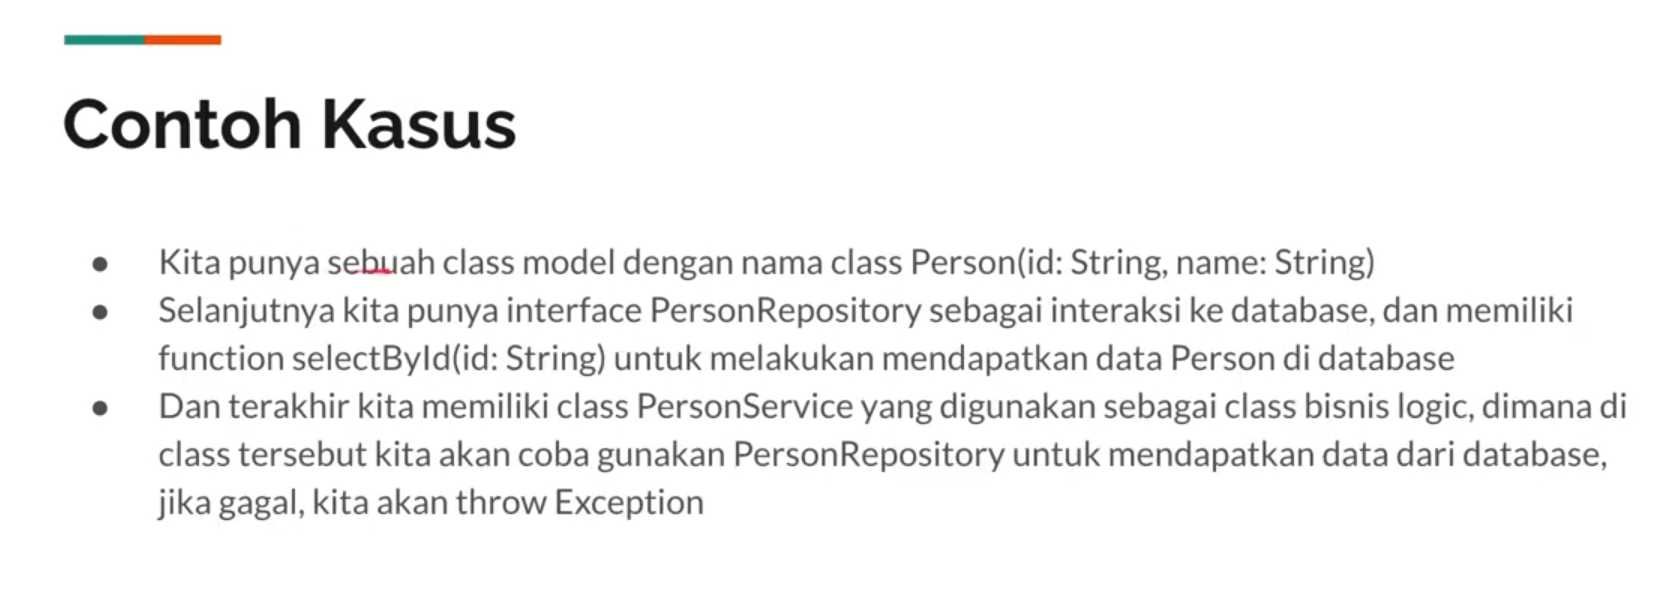 Contoh Kasus
● Kita punya sebuah class model dengan nama class Person(id: String, name: String)
● Selanjutnya kita punya interface PersonRepository sebagai interaksi ke database, dan memiliki
function selectById(id: String) untuk melakukan mendapatkan data Person di database
● Dan terakhir kita memiliki class PersonService yang digunakan sebagai class bisnis logic, dimana di
class tersebut kita akan coba gunakan PersonRepository untuk mendapatkan data dari database,
jika gagal, kita akan throw Exception